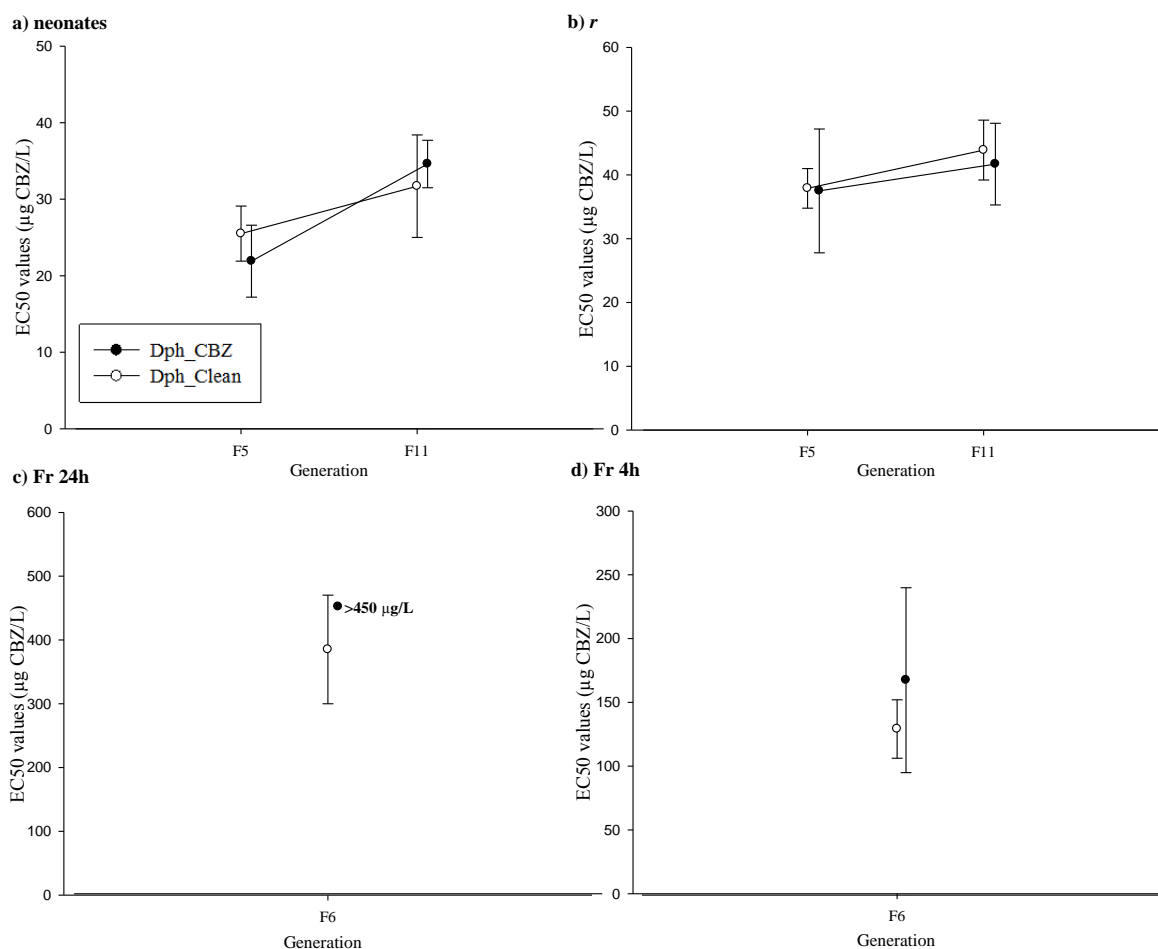 a) neonates
EC50 values (µg CBZ/L)
50
40
30
20
10
0
Dph_CBZ
Dph_Clean
F5
F11
Generation
b) r
EC50 values (µg CBZ/L)
60
50
40
30
20
10
0
F5
F11
Generation
c) Fr 24h
EC50 values (µg CBZ/L)
600
500
400
300
200
100
0
>450 µg/L
F6
Generation
d) Fr 4h
EC50 values (µg CBZ/L)
300
250
200
150
100
50
0
F6
Generation